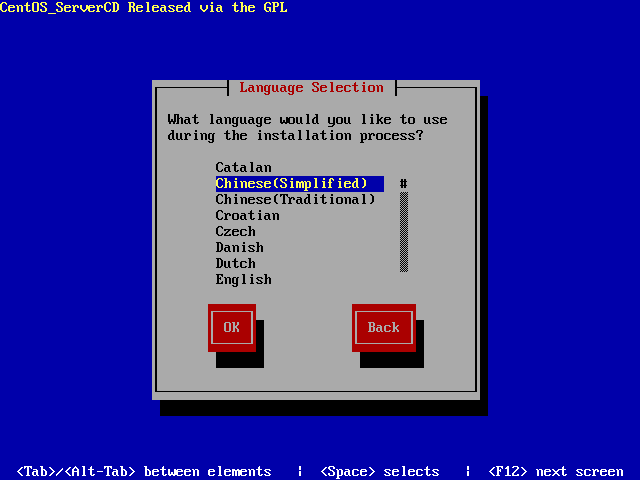 CentOS_ServerCD Released via the GPL
Language Selection
What language would you like to use
during the installation process?
Catalan
Chinese(Simplified) #
Chinese(Traditional)
Croatian
Czech
Danish
Dutch
English
OK Back
<Tab>/<Alt-Tab> between elements | <Space> selects | <F12> next screen